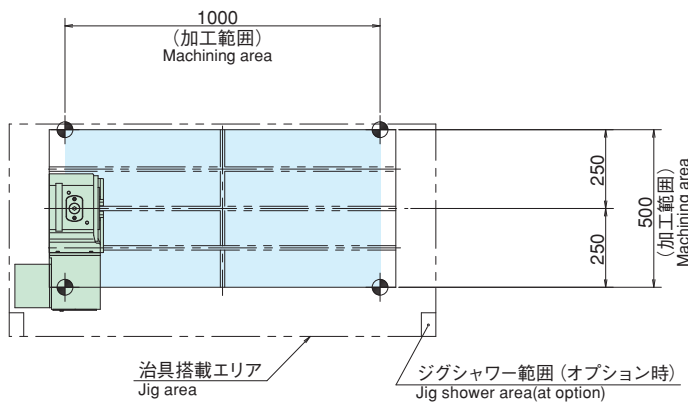 1000
（加工範囲）
Machining area
250
250
500
（加工範囲）
Machining area
治具搭載エリア
Jig area
ジグシャワー範囲（オプション時）
Jig shower area(at option)